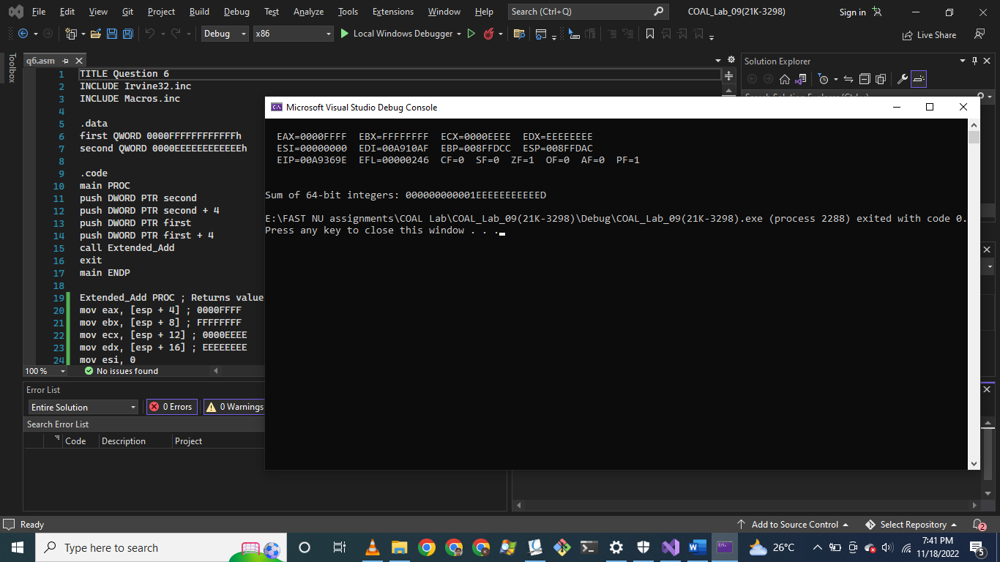 File Edit View Git Project Build Debug Test Analyze Tools Extensions Window Help Search (Ctrl+Q) COAL_Lab_09(21K-3298) Sign in
Debug x86 Local Windows Debugger Live Share
Toolbox
q6.asm
Solution Explorer
1 TITLE Question 6
2 INCLUDE Irvine32.inc
3 INCLUDE Macros.inc
4
5 .data
6 first QWORD 0000FFFFFFFFFFFFh
7 second QWORD 0000EEEEEEEEEEEEh
8
9 .code
10 main PROC
11 push DWORD PTR second
12 push DWORD PTR second + 4
13 push DWORD PTR first
14 push DWORD PTR first + 4
15 call Extended_Add
16 exit
17 main ENDP
18
19 Extended_Add PROC ; Returns value
20 mov eax, [esp + 4] ; 0000FFFF
21 mov ebx, [esp + 8] ; FFFFFFFF
22 mov ecx, [esp + 12] ; 0000EEEE
23 mov edx, [esp + 16] ; EEEEEEEE
24 mov esi, 0
100 % No issues found
Microsoft Visual Studio Debug Console
EAX=0000FFFF EBX=FFFFFFFF ECX=0000EEEE EDX=EEEEEEEE
ESI=00000000 EDI=00A910AF EBP=008FFDCC ESP=008FFDAC
EIP=00A9369E EFL=00000246 CF=0 SF=0 ZF=1 OF=0 AF=0 PF=1
Sum of 64-bit integers: 000000000001EEEEEEEEEEED
E:\FAST NU assignments\COAL Lab\COAL_Lab_09(21K-3298)\Debug\COAL_Lab_09(21K-3298).exe (process 2288) exited with code 0.
Press any key to close this window . . .
Error List
Entire Solution 0 Errors 0 Warnings
Search Error List
Code Description Project
Ready Add to Source Control Select Repository 2
Type here to search 26°C 7:41 PM
11/18/2022 5